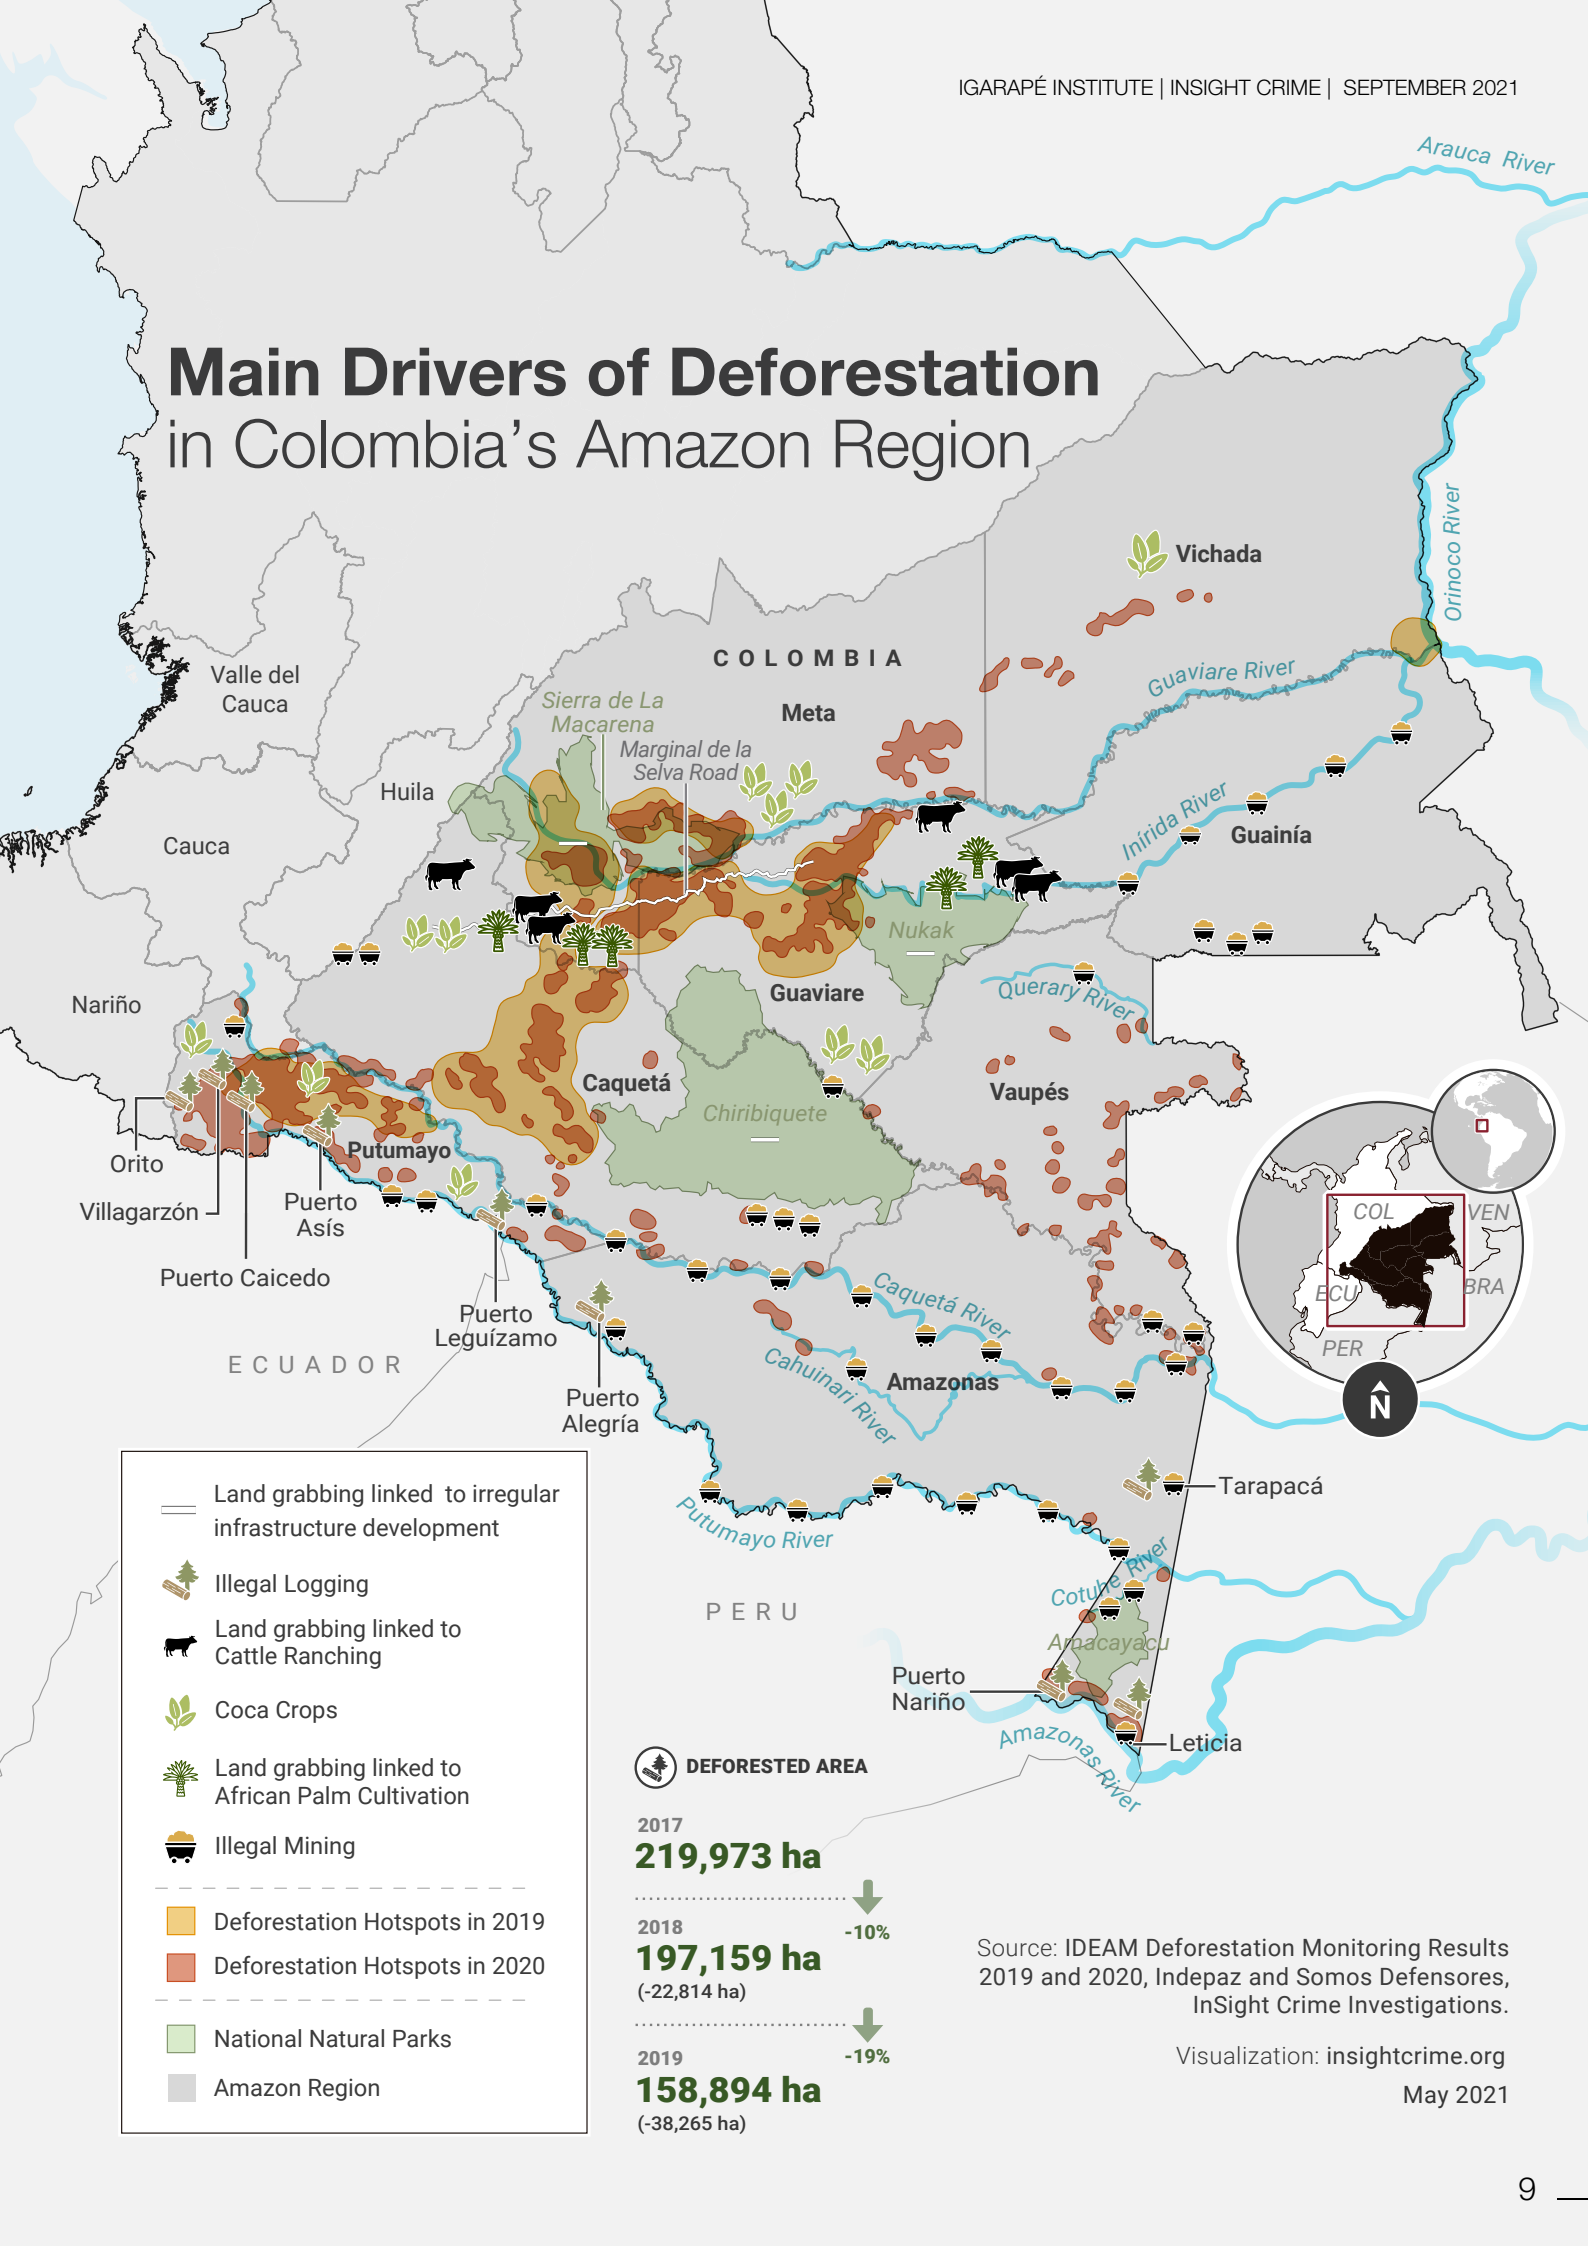 IGARAPÉ INSTITUTE | INSIGHT CRIME | SEPTEMBER 2021
Arauca River
Main Drivers of Deforestation
in Colombia's Amazon Region
Orinoco River
Vichada
Valle del
Cauca
COLOMBIA
Guaviare River
Sierra de La
Macarena
Meta
Marginal de la
Selva Road
Huila
Inírida River
Guainía
Cauca
Nukak
Nariño
Guaviare
Querary River
Caquetá
Vaupés
Chiribiquete
Putumayo
Orito
Villagarzón
Puerto
Asís
Puerto Caicedo
COL
VEN
ECU
BRA
PER
N
Puerto
Leguízamo
Caquetá River
ECUADOR
Cahuinari River
Amazonas
Puerto
Alegría
Tarapacá
Putumayo River
Cotuhe River
PERU
Amacayacu
Puerto
Nariño
Amazonas River
Leticia
Land grabbing linked to irregular
infrastructure development
Illegal Logging
Land grabbing linked to
Cattle Ranching
Coca Crops
Land grabbing linked to
African Palm Cultivation
Illegal Mining
Deforestation Hotspots in 2019
Deforestation Hotspots in 2020
National Natural Parks
Amazon Region
DEFORESTED AREA
2017
219,973 ha
-10%
2018
197,159 ha
(-22,814 ha)
-19%
2019
158,894 ha
(-38,265 ha)
Source: IDEAM Deforestation Monitoring Results
2019 and 2020, Indepaz and Somos Defensores,
InSight Crime Investigations.
Visualization: insightcrime.org
May 2021
9